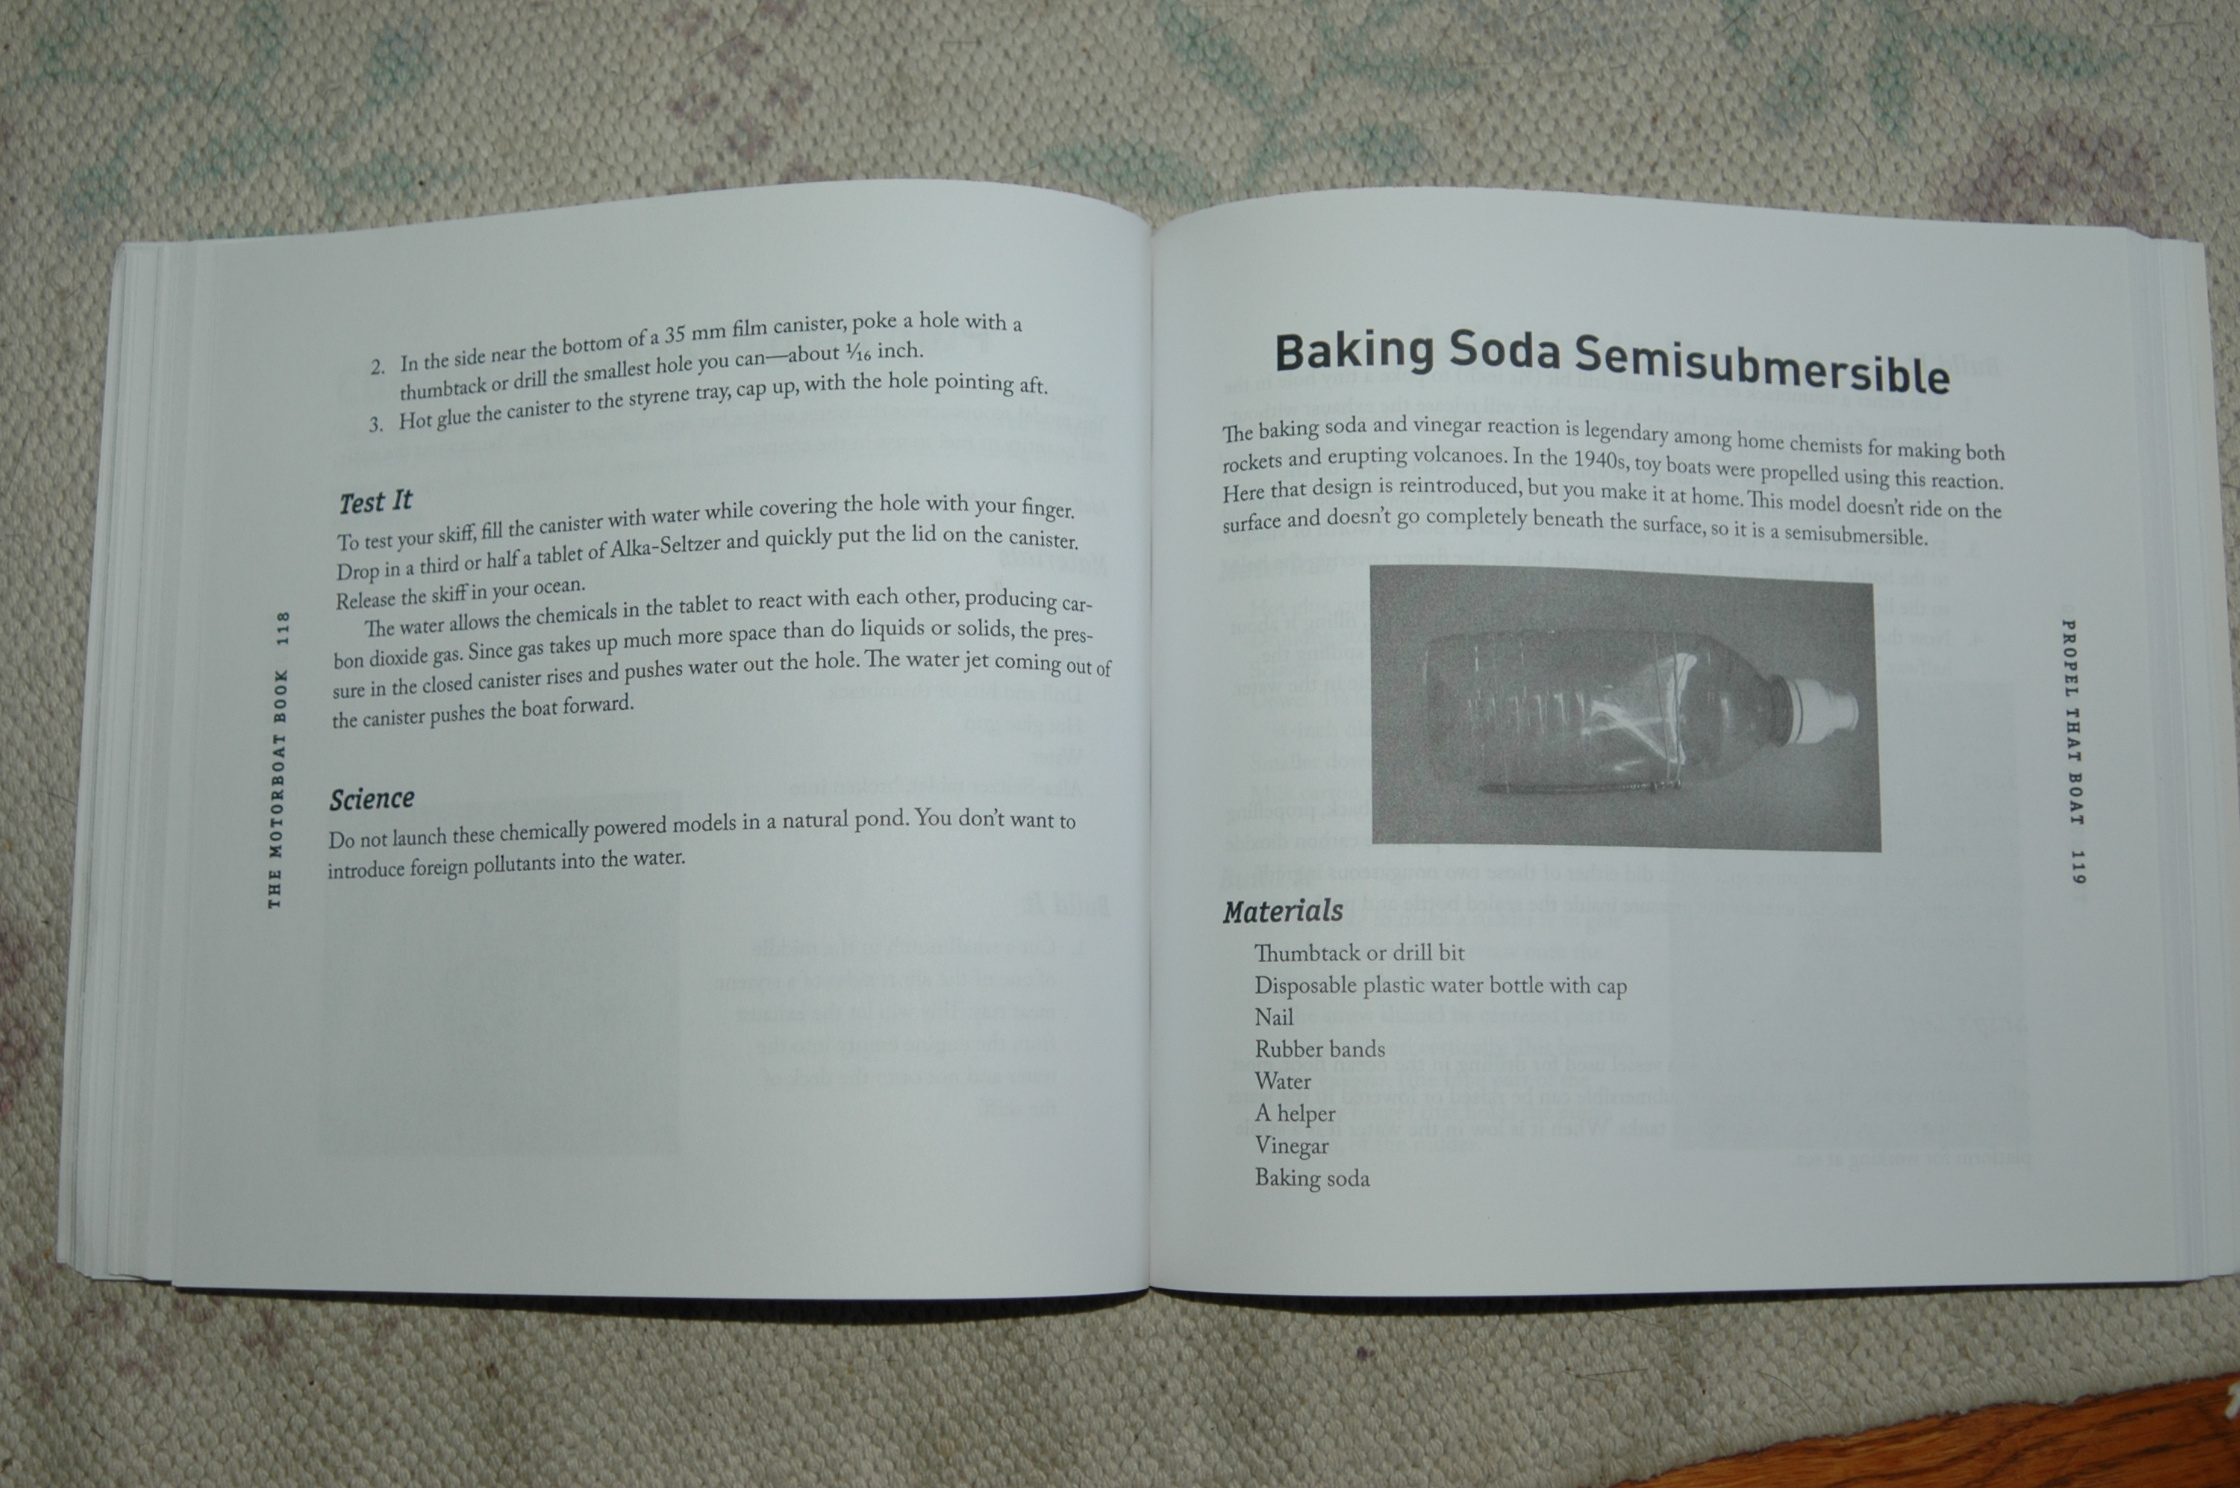 2. In the side near the bottom of a 35 mm film canister, poke a hole with a
thumbtack or drill the smallest hole you can—about 1/16 inch.
3. Hot glue the canister to the styrene tray, cap up, with the hole pointing aft.
Test It
To test your skiff, fill the canister with water while covering the hole with your finger.
Drop in a third or half a tablet of Alka-Seltzer and quickly put the lid on the canister.
Release the skiff in your ocean.
The water allows the chemicals in the tablet to react with each other, producing car-
bon dioxide gas. Since gas takes up much more space than do liquids or solids, the pres-
sure in the closed canister rises and pushes water out the hole. The water jet coming out of
the canister pushes the boat forward.
Science
Do not launch these chemically powered models in a natural pond. You don't want to
introduce foreign pollutants into the water.
THE MOTORBOAT BOOK 118
Baking Soda Semisubmersible
The baking soda and vinegar reaction is legendary among home chemists for making both
rockets and erupting volcanoes. In the 1940s, toy boats were propelled using this reaction.
Here that design is reintroduced, but you make it at home. This model doesn't ride on the
surface and doesn't go completely beneath the surface, so it is a semisubmersible.
Materials
Thumbtack or drill bit
Disposable plastic water bottle with cap
Nail
Rubber bands
Water
A helper
Vinegar
Baking soda
PROPEL THAT BOAT 119